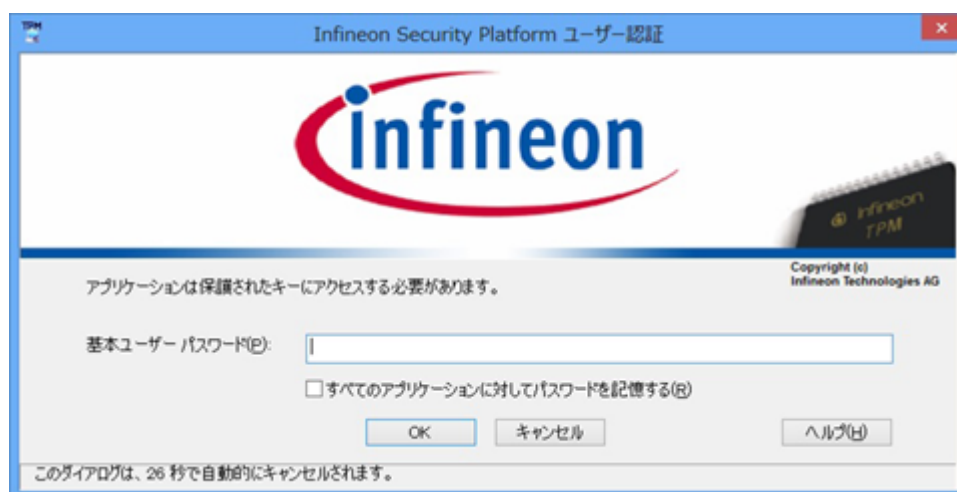 TPM
Infineon Security Platform ユーザー認証
infineon
infineon
TPM
Copyright (c)
Infineon Technologies AG
アプリケーションは保護されたキーにアクセスする必要があります。
基本ユーザー パスワード(P):
すべてのアプリケーションに対してパスワードを記憶する(R)
OK キャンセル ヘルプ(H)
このダイアログは、26 秒で自動的にキャンセルされます。